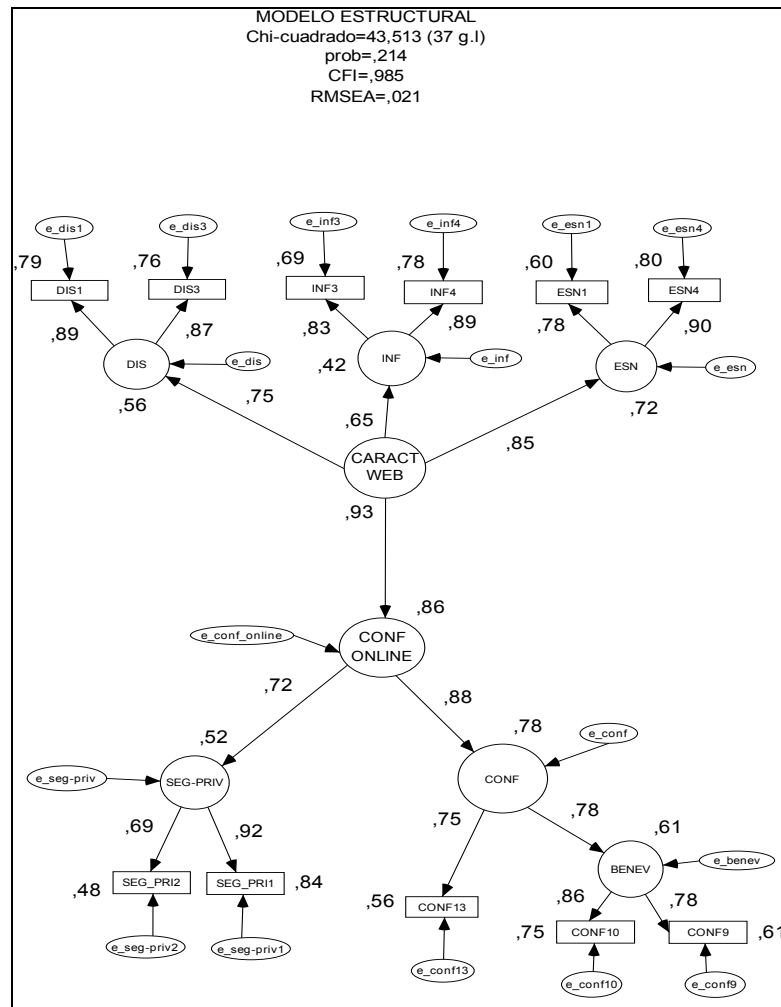 MODELO ESTRUCTURAL
Chi-cuadrado=43,513 (37 g.l)
prob=,214
CFI=,985
RMSEA=,021
e_dis1
e_dis3
e_inf3
e_inf4
e_esn1
e_esn4
,79
,76
,69
,78
,60
,80
DIS1
DIS3
INF3
INF4
ESN1
ESN4
,89
,87
,83
,89
,78
,90
DIS
e_dis
INF
e_inf
ESN
e_esn
,56
,75
,42
,65
,85
,72
CARACT
WEB
,93
,86
e_conf_online
CONF
ONLINE
,72
,88
,52
,78
e_conf
e_seg-priv
SEG-PRIV
CONF
,69
,92
,75
,78
,61
BENEV
e_benev
,48
SEG_PRI2
SEG_PRI1
,84
,56
CONF13
,86
,78
,75
CONF10
CONF9
,61
e_seg-priv2
e_seg-priv1
e_conf13
e_conf10
e_conf9